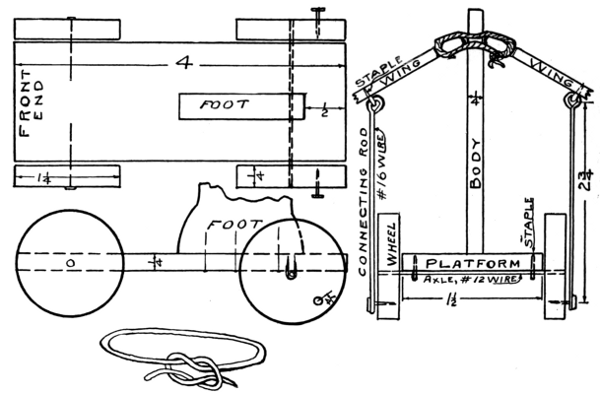 4
FRONT
END
FOOT
1/2
1 1/4
1/4
FOOT
1/4
STAPLE
WING
WING
1/4
BODY
CONNECTING ROD
#16 WIRE
2 3/4
WHEEL
STAPLE
PLATFORM
AXLE, #12 WIRE
1 1/2